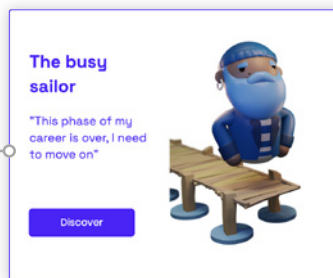 The busy
sailor
"This phase of my
career is over, I need
to move on"
Discover